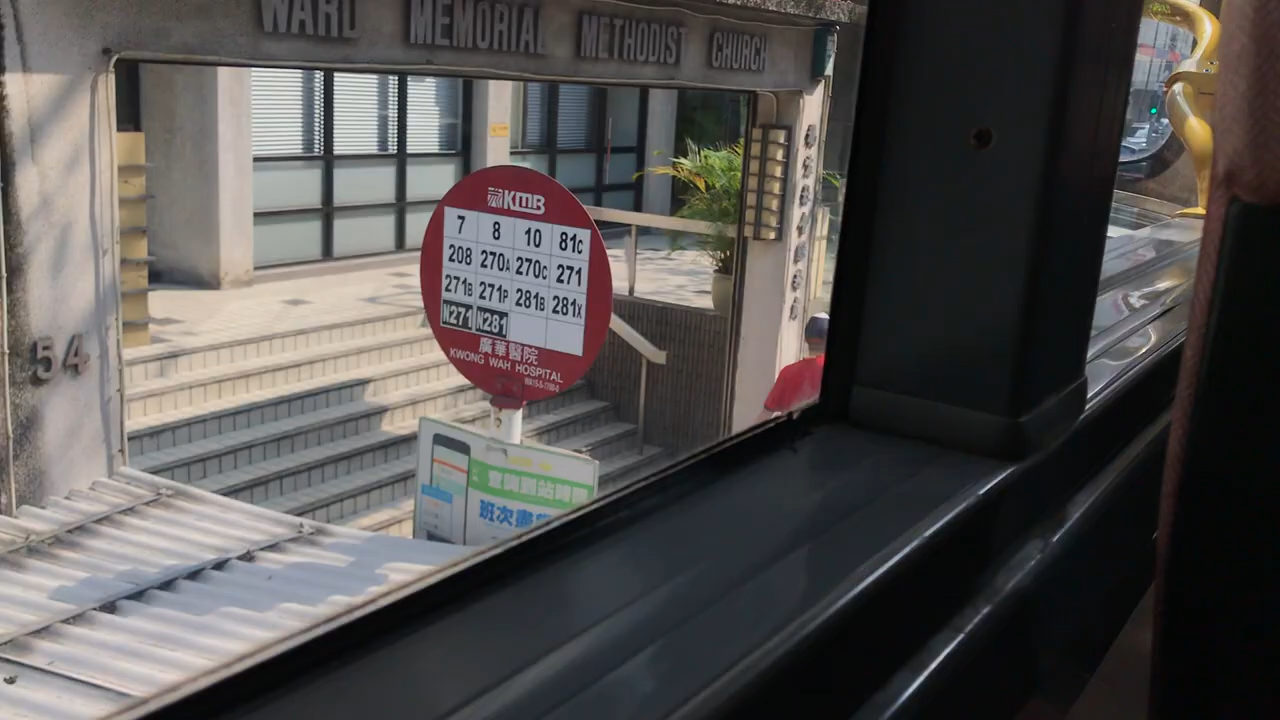 WARD MEMORIAL METHODIST CHURCH
KMB
7 8 10 81C
208 270A 270C 271
271B 271P 281B 281X
N271 N281
廣華醫院
KWONG WAH HOSPITAL
54
班次